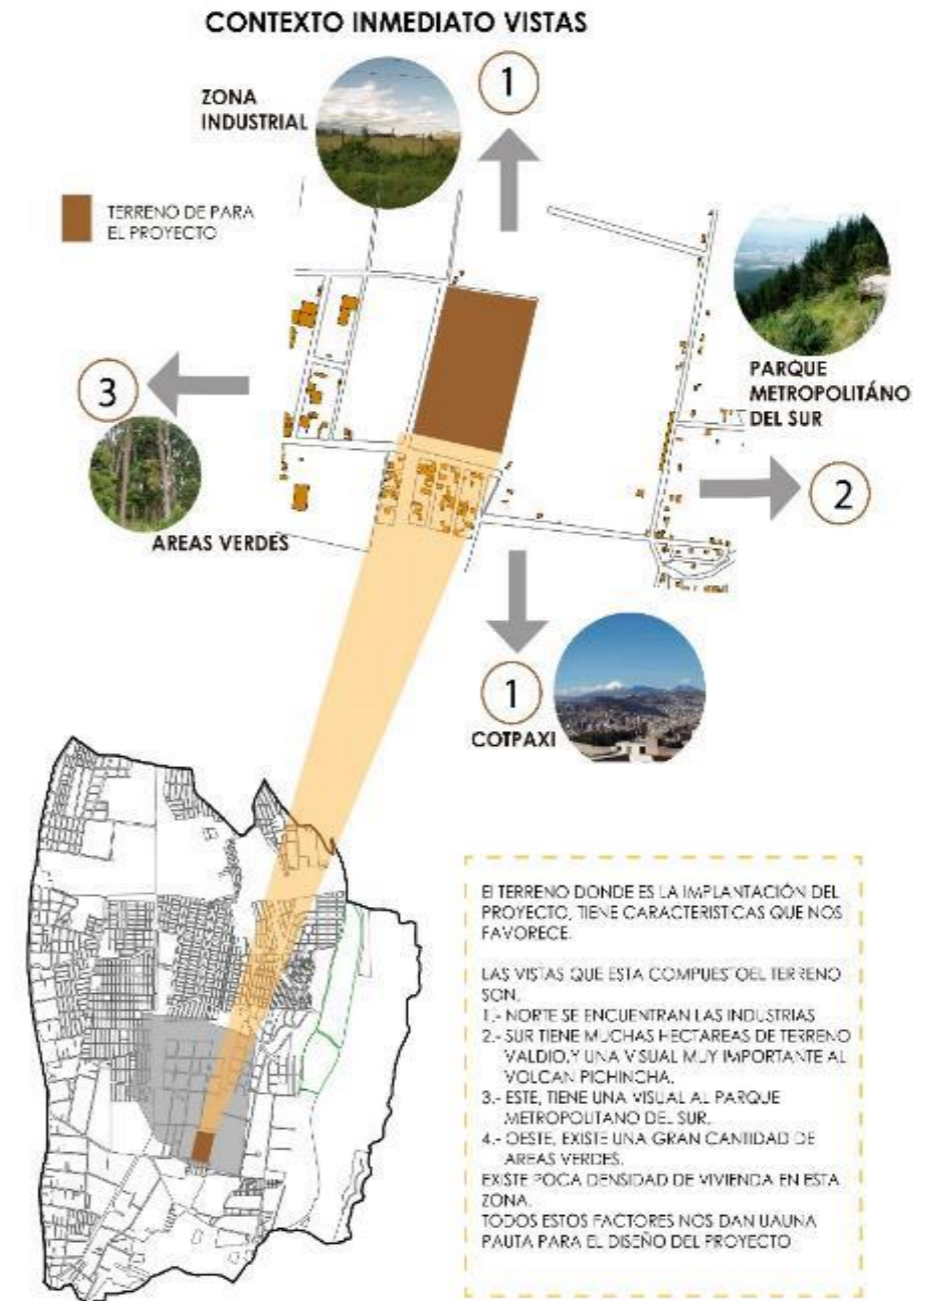 CONTEXTO INMEDIATO VISTAS
1
ZONA
INDUSTRIAL
TERRENO DE PARA
EL PROYECTO
PARQUE
METROPOLITÁNO
DEL SUR
3
2
AREAS VERDES
1
COTPAXI
El TERRENO DONDE ES LA IMPLANTACIÓN DEL
PROYECTO, TIENE CARACTERISTICAS QUE NOS
FAVORECE.
LAS VISTAS QUE ESTA COMPUESTOEL TERRENO
SON.
1.- NORTE SE ENCUENTRAN LAS INDUSTRIAS
2.- SUR TIENE MUCHAS HECTAREAS DE TERRENO
VALDIO,Y UNA VISUAL MUY IMPORTANTE AL
VOLCAN PICHINCHA.
3.- ESTE, TIENE UNA VISUAL AL PARQUE
METROPOLITANO DEL SUR.
4.- OESTE, EXISTE UNA GRAN CANTIDAD DE
AREAS VERDES.
EXISTE POCA DENSIDAD DE VIVIENDA EN ESTA
ZONA.
TODOS ESTOS FACTORES NOS DAN UAUNA
PAUTA PARA EL DISEÑO DEL PROYECTO